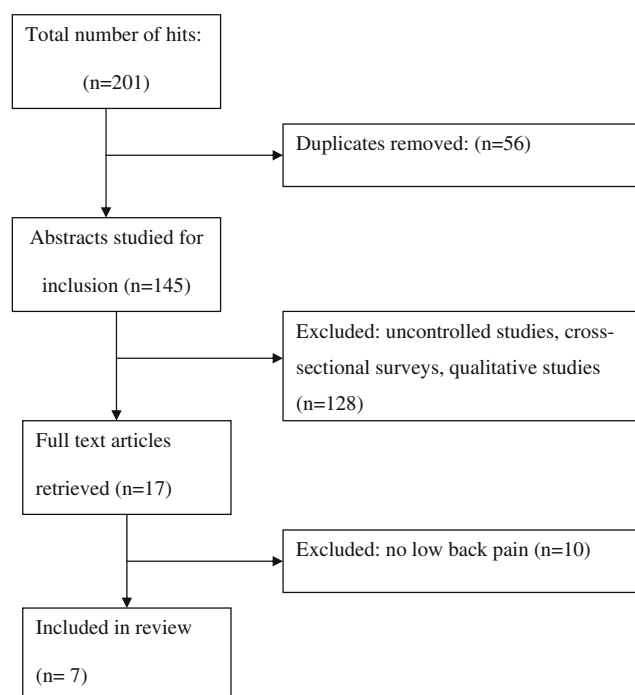 Total number of hits:
(n=201)
Duplicates removed: (n=56)
Abstracts studied for
inclusion (n=145)
Excluded: uncontrolled studies, cross-
sectional surveys, qualitative studies
(n=128)
Full text articles
retrieved (n=17)
Excluded: no low back pain (n=10)
Included in review
(n= 7)